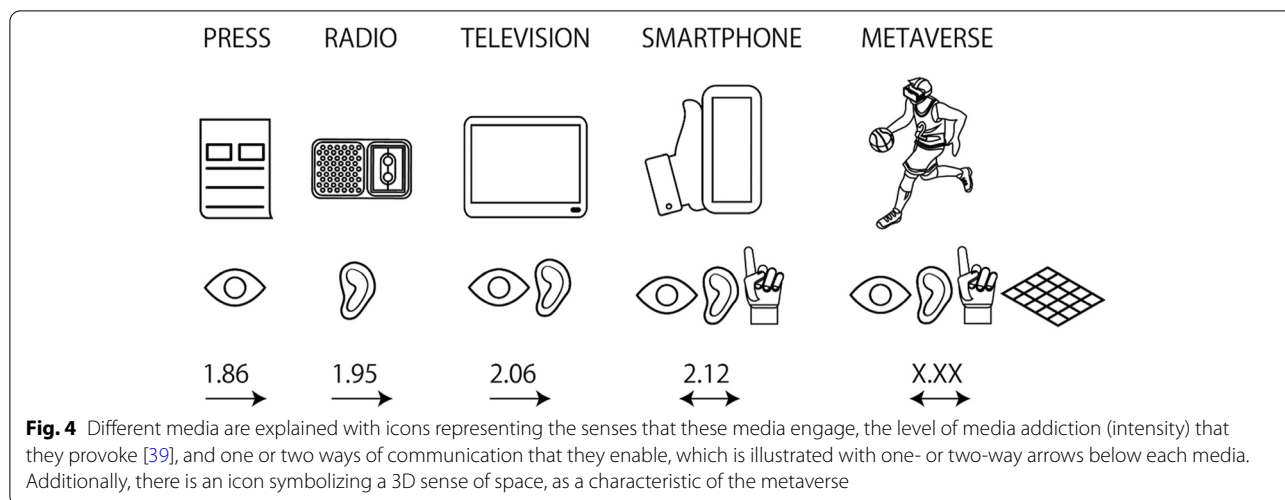 PRESS RADIO TELEVISION SMARTPHONE METAVERSE
2
1.86 1.95 2.06 2.12 X.XX
Fig. 4 Different media are explained with icons representing the senses that these media engage, the level of media addiction (intensity) that
they provoke [39], and one or two ways of communication that they enable, which is illustrated with one- or two-way arrows below each media.
Additionally, there is an icon symbolizing a 3D sense of space, as a characteristic of the metaverse